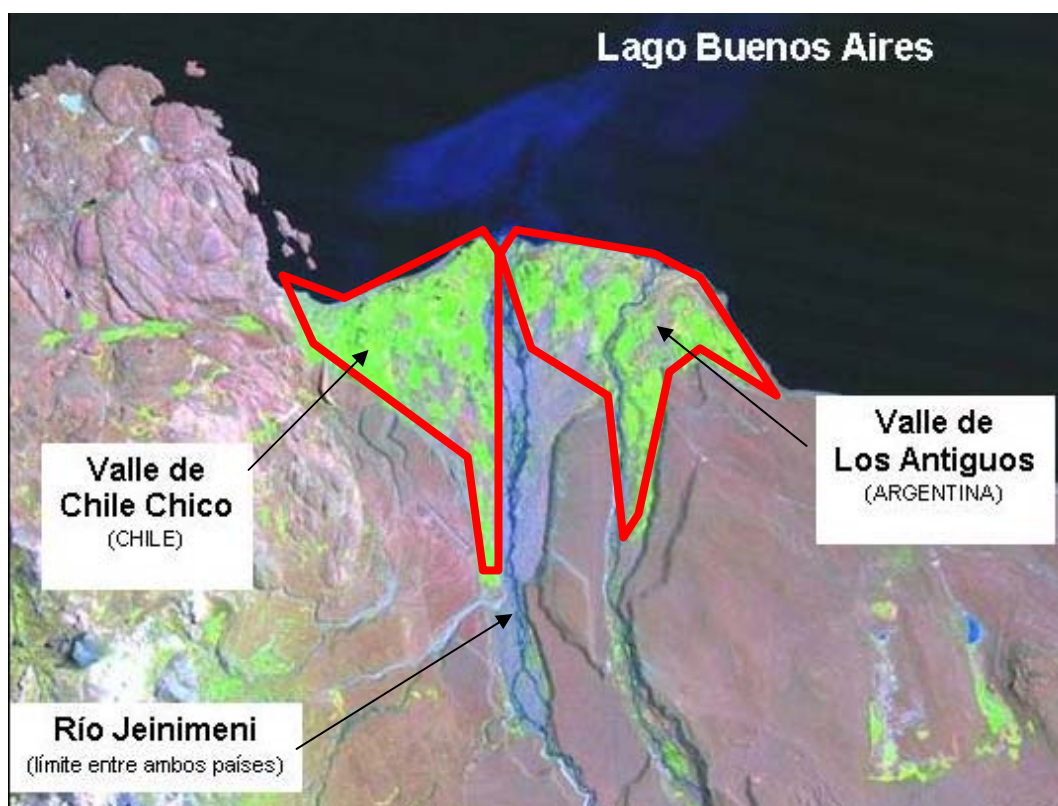 Lago Buenos Aires
Valle de
Chile Chico
(CHILE)
Valle de
Los Antiguos
(ARGENTINA)
Río Jeinimeni
(límite entre ambos países)